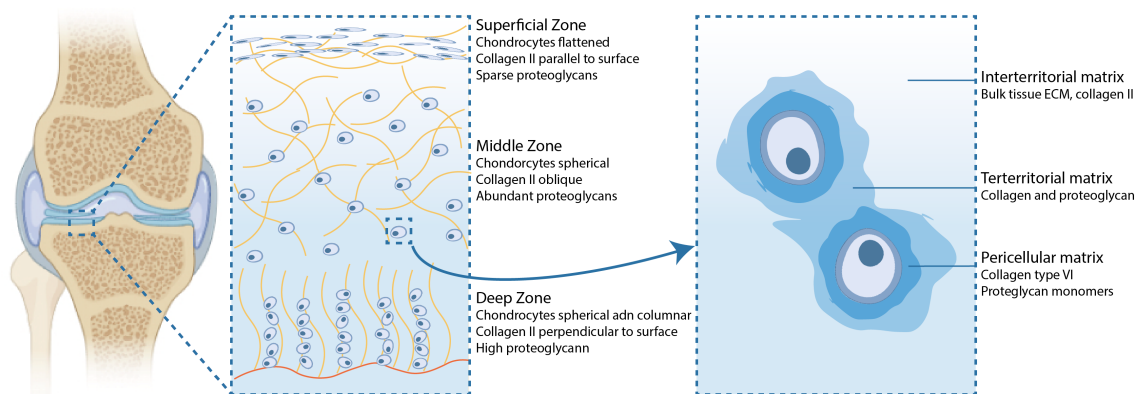 Superficial Zone
Chondrocytes flattened
Collagen II parallel to surface
Sparse proteoglycans
Middle Zone
Chondrocytes spherical
Collagen II oblique
Abundant proteoglycans
Deep Zone
Chondrocytes spherical adn columnar
Collagen II perpendicular to surface
High proteoglycann
Interterritorial matrix
Bulk tissue ECM, collagen II
Terterritorial matrix
Collagen and proteoglycan
Pericellular matrix
Collagen type VI
Proteglycan monomers